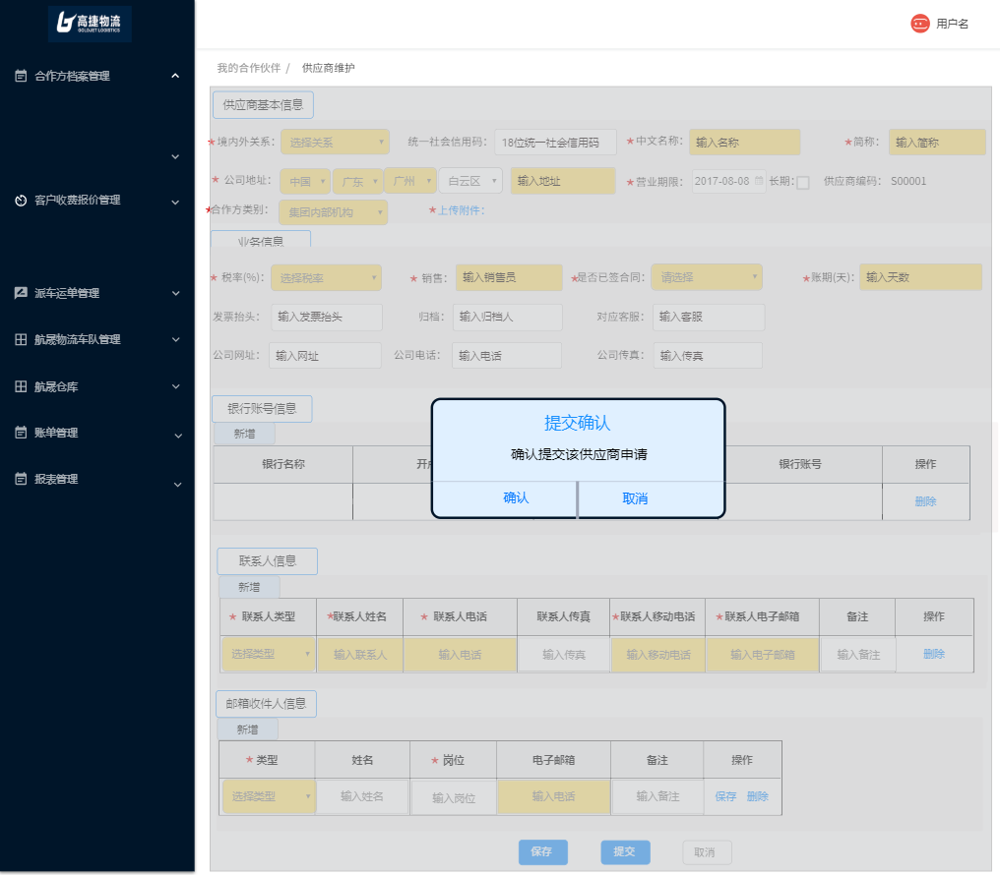 高捷物流
GOLDJET LOGISTICS
用户名
合作方档案管理
客户收费报价管理
派车运单管理
航晟物流车队管理
航晟仓库
账单管理
报表管理
我的合作伙伴 / 供应商维护
供应商基本信息
*境内外关系: 选择关系 统一社会信用码: 18位统一社会信用码 *中文名称: 输入名称 *简称: 输入简称
* 公司地址: 中国 广东 广州 白云区 输入地址 *营业期限: 2017-08-08 长期: 供应商编码: S00001
*合作方类别: 集团内部机构 *上传附件:
业务信息
* 税率(%): 选择税率 * 销售: 输入销售员 *是否已签合同: 请选择 *账期(天): 输入天数
发票抬头: 输入发票抬头 归档: 输入归档人 对应客服: 输入客服
公司网址: 输入网址 公司电话: 输入电话 公司传真: 输入传真
银行账号信息
新增
银行名称 开 银行账号 操作
删除
提交确认
确认提交该供应商申请
确认 取消
联系人信息
新增
* 联系人类型 *联系人姓名 * 联系人电话 联系人传真 *联系人移动电话 *联系人电子邮箱 备注 操作
选择类型 输入联系人 输入电话 输入传真 输入移动电话 输入电子邮箱 输入备注 删除
邮箱收件人信息
新增
* 类型 姓名 * 岗位 电子邮箱 备注 操作
选择类型 输入姓名 输入岗位 输入电话 输入备注 保存 删除
保存 提交 取消